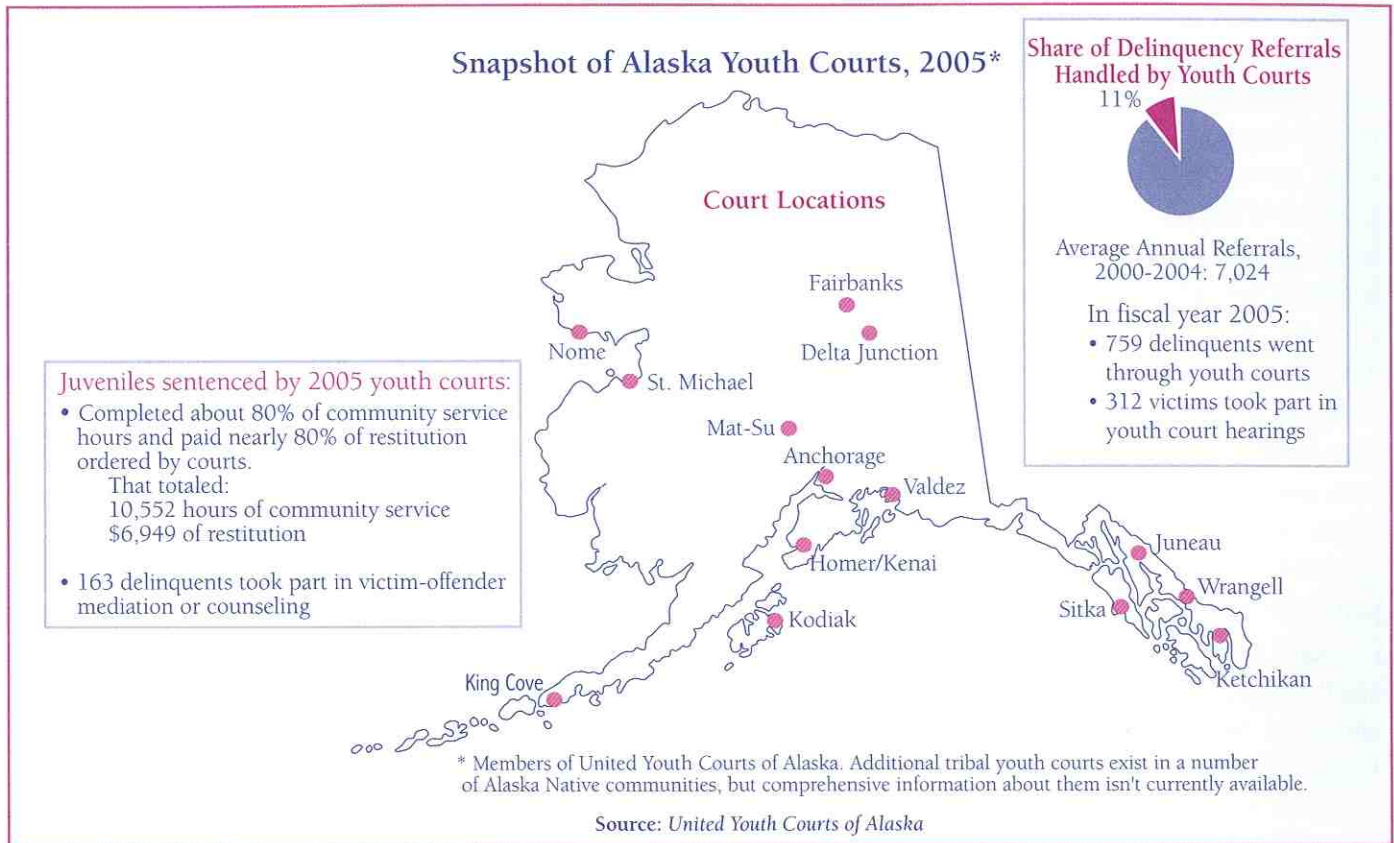 Snapshot of Alaska Youth Courts, 2005*
Share of Delinquency Referrals
Handled by Youth Courts
11%
Average Annual Referrals,
2000-2004: 7,024
In fiscal year 2005:
• 759 delinquents went
through youth courts
• 312 victims took part in
youth court hearings
Court Locations
Fairbanks
Delta Junction
Nome
St. Michael
Mat-Su
Anchorage
Valdez
Homer/Kenai
Kodiak
King Cove
Juneau
Wrangell
Sitka
Ketchikan
Juveniles sentenced by 2005 youth courts:
• Completed about 80% of community service
hours and paid nearly 80% of restitution
ordered by courts.
That totaled:
10,552 hours of community service
$6,949 of restitution
• 163 delinquents took part in victim-offender
mediation or counseling
* Members of United Youth Courts of Alaska. Additional tribal youth courts exist in a number
of Alaska Native communities, but comprehensive information about them isn't currently available.
Source: United Youth Courts of Alaska